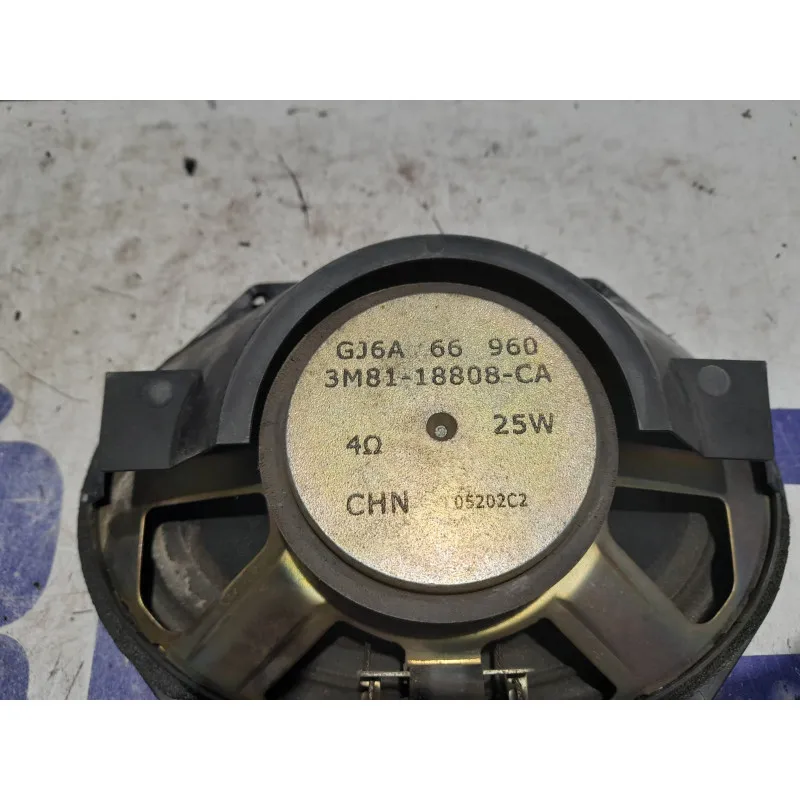 GJ6A 66 960
3M81-18808-CA
4Ω 25W
CHN 05202C2